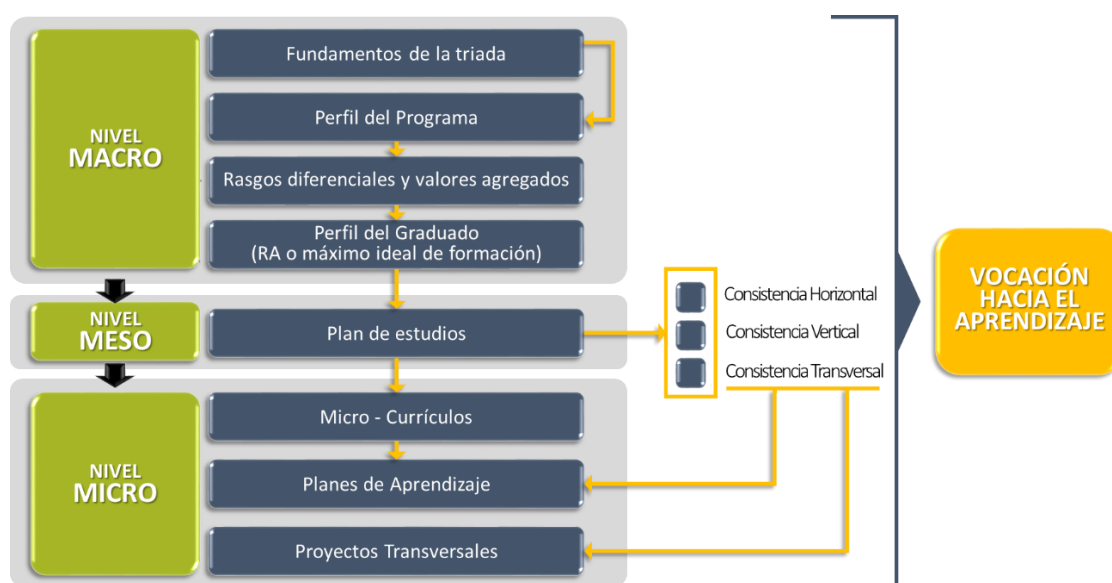 NIVEL
MACRO
Fundamentos de la triada
Perfil del Programa
Rasgos diferenciales y valores agregados
Perfil del Graduado
(RA o máximo ideal de formación)
NIVEL
MESO
Plan de estudios
Consistencia Horizontal
Consistencia Vertical
Consistencia Transversal
NIVEL
MICRO
Micro - Currículos
Planes de Aprendizaje
Proyectos Transversales
VOCACIÓN
HACIA EL
APRENDIZAJE